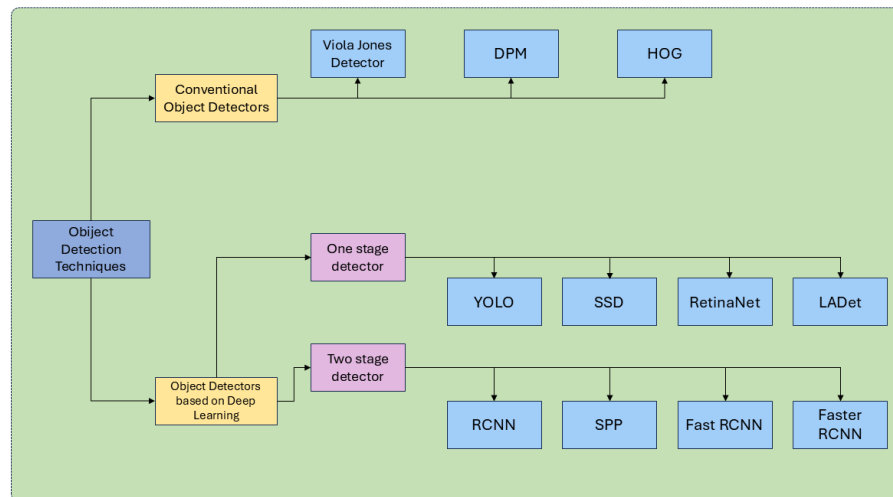 Viola Jones
Detector
DPM
HOG
Conventional
Object Detectors
Obiject
Detection
Techniques
One stage
detector
YOLO
SSD
RetinaNet
LADet
Two stage
detector
Object Detectors
based on Deep
Learning
RCNN
SPP
Fast RCNN
Faster
RCNN